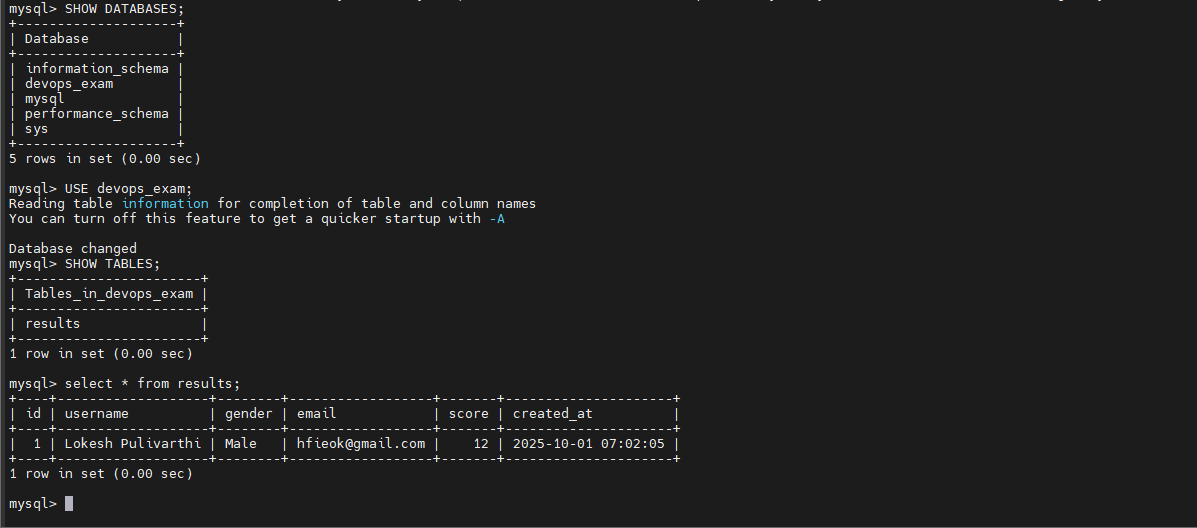 mysql> SHOW DATABASES;
+--------------------+
| Database           |
+--------------------+
| information_schema |
| devops_exam        |
| mysql              |
| performance_schema |
| sys                |
+--------------------+
5 rows in set (0.00 sec)
mysql> USE devops_exam;
Reading table information for completion of table and column names
You can turn off this feature to get a quicker startup with -A
Database changed
mysql> SHOW TABLES;
+-----------------------+
| Tables_in_devops_exam |
+-----------------------+
| results               |
+-----------------------+
1 row in set (0.00 sec)
mysql> select * from results;
+----+-------------------+--------+------------------+-------+---------------------+
| id | username          | gender | email            | score | created_at          |
+----+-------------------+--------+------------------+-------+---------------------+
|  1 | Lokesh Pulivarthi | Male   | hfieok@gmail.com |    12 | 2025-10-01 07:02:05 |
+----+-------------------+--------+------------------+-------+---------------------+
1 row in set (0.00 sec)
mysql>